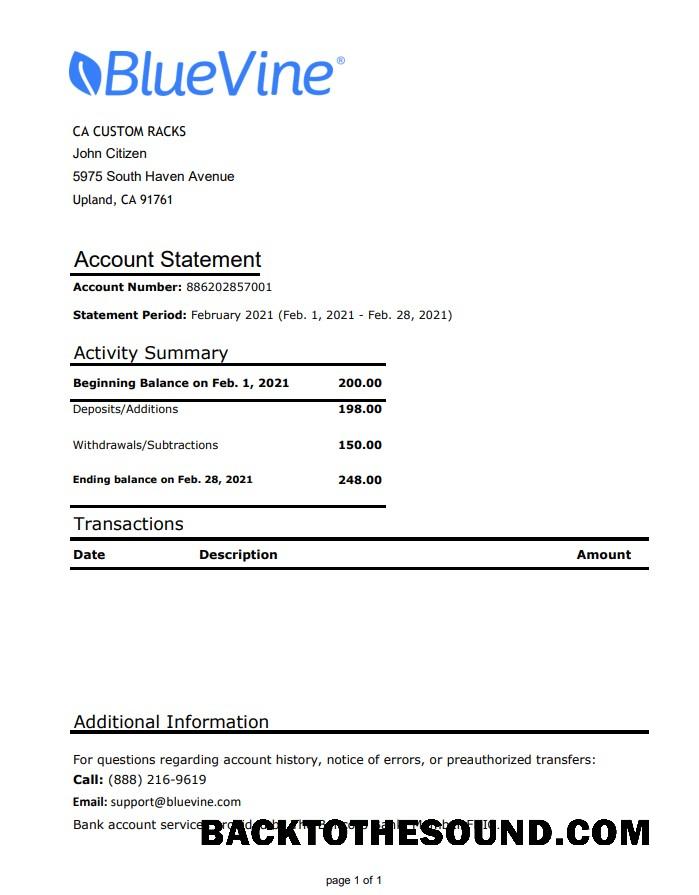 BlueVine®
CA CUSTOM RACKS
John Citizen
5975 South Haven Avenue
Upland, CA 91761
Account Statement
Account Number: 886202857001
Statement Period: February 2021 (Feb. 1, 2021 - Feb. 28, 2021)
Activity Summary
Beginning Balance on Feb. 1, 2021 200.00
Deposits/Additions 198.00
Withdrawals/Subtractions 150.00
Ending balance on Feb. 28, 2021 248.00
Transactions
Date Description Amount
Additional Information
For questions regarding account history, notice of errors, or preauthorized transfers:
Call: (888) 216-9619
Email: support@bluevine.com
Bank account service
BACKTOTHESOUND.COM
page 1 of 1